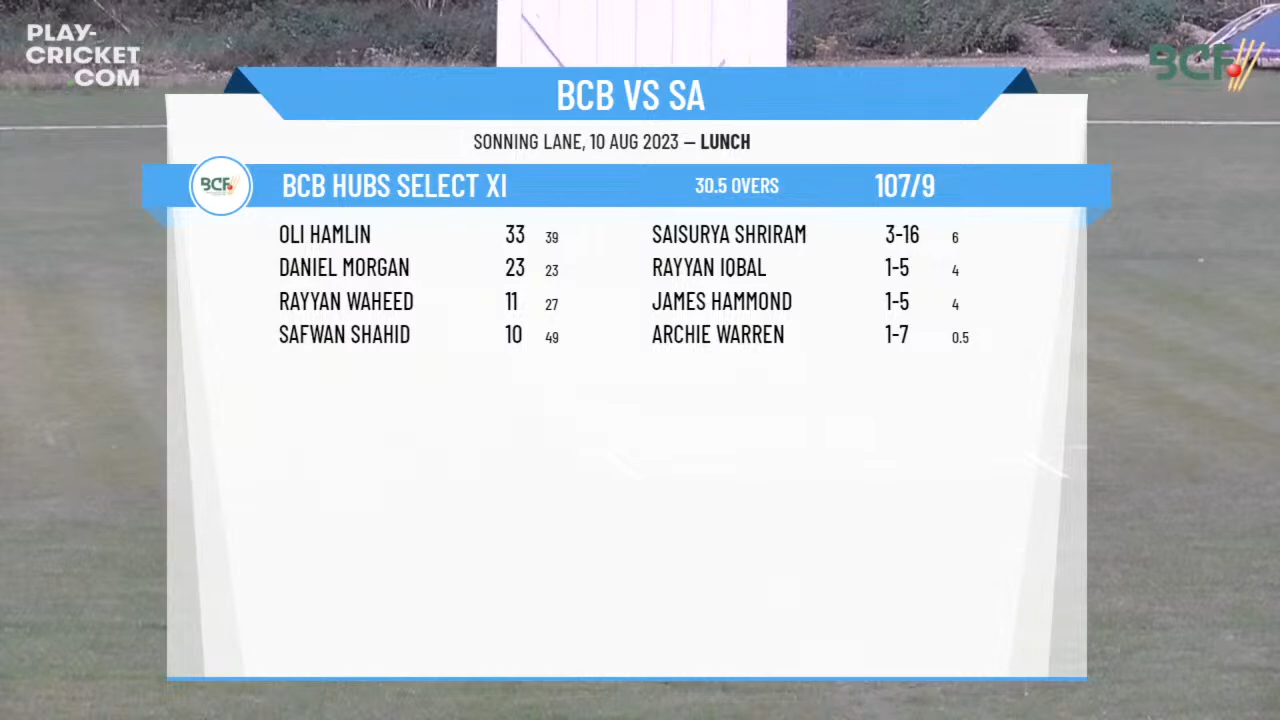 PLAY-
CRICKET
.COM
BCF
BCB VS SA
SONNING LANE, 10 AUG 2023 – LUNCH
BCF
BCB HUBS SELECT XI 30.5 OVERS 107/9
OLI HAMLIN 33 39 SAISURYA SHRIRAM 3-16 6
DANIEL MORGAN 23 23 RAYYAN IQBAL 1-5 4
RAYYAN WAHEED 11 27 JAMES HAMMOND 1-5 4
SAFWAN SHAHID 10 49 ARCHIE WARREN 1-7 0.5